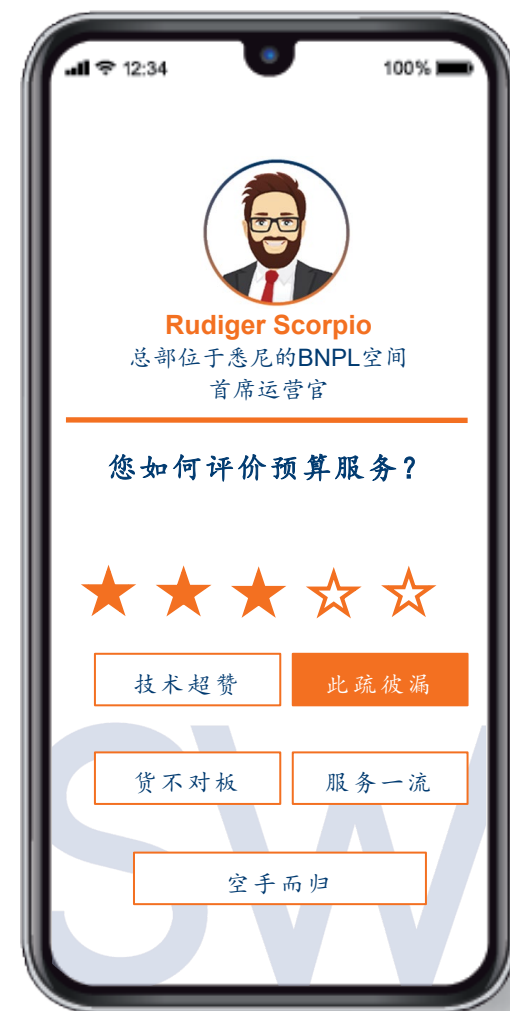 12:34
100%
Rudiger Scorpio
总部位于悉尼的BNPL空间
首席运营官
您如何评价预算服务？
技术超赞
此疏彼漏
货不对板
服务一流
空手而归
SW